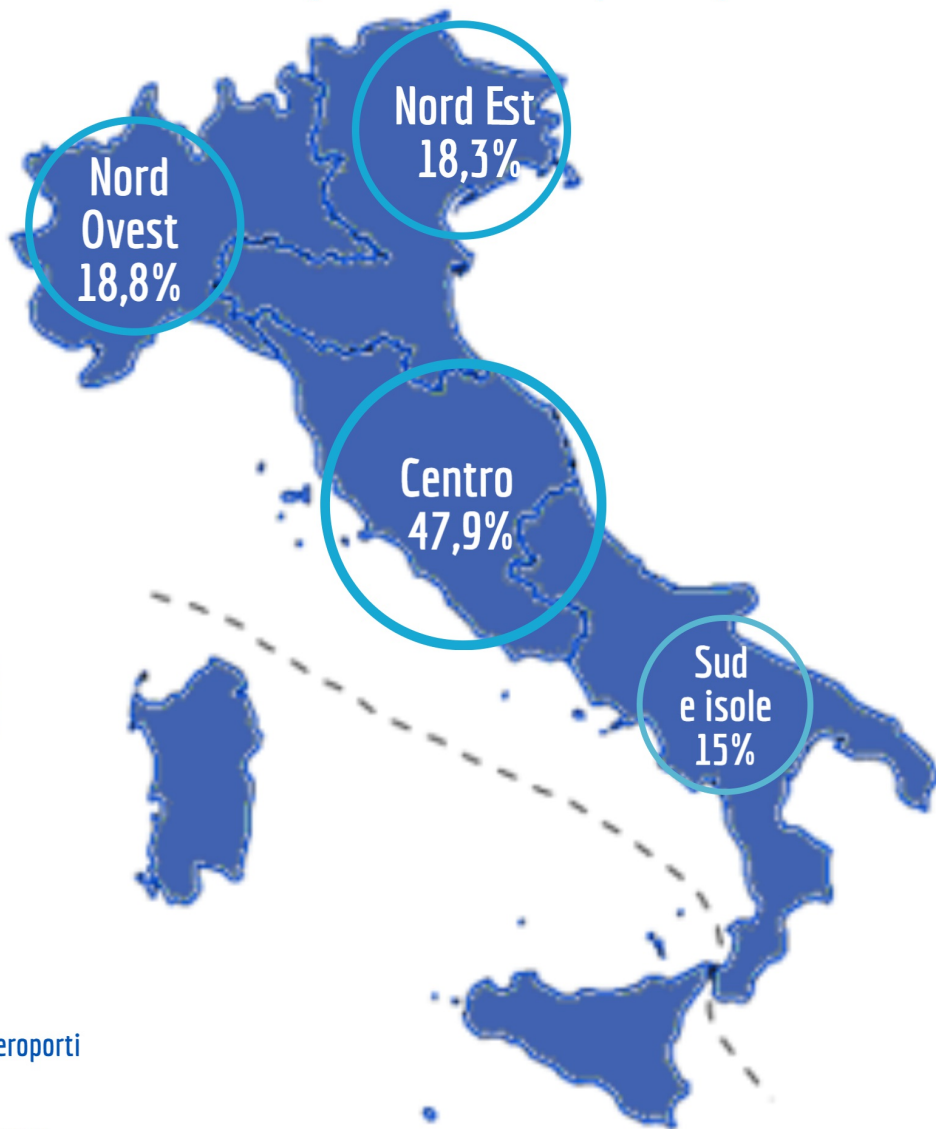 Nord Est
18,3%
Nord
Ovest
18,8%
Centro
47,9%
Sud
e isole
15%
eroporti